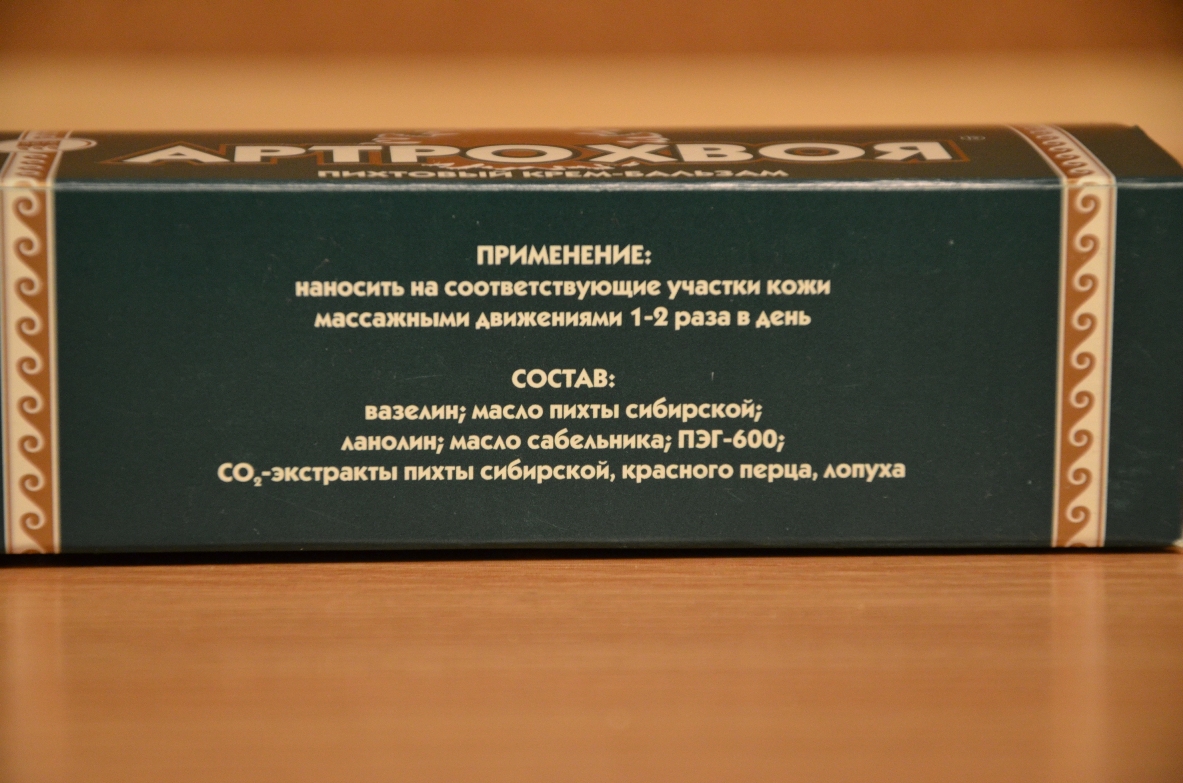 АРТРОХВОЯ
ПИХТОВЫЙ КРЕМ-БАЛЬЗАМ
ПРИМЕНЕНИЕ:
наносить на соответствующие участки кожи
массажными движениями 1-2 раза в день
СОСТАВ:
вазелин; масло пихты сибирской;
ланолин; масло сабельника; ПЭГ-600;
CO₂-экстракты пихты сибирской, красного перца, лопуха